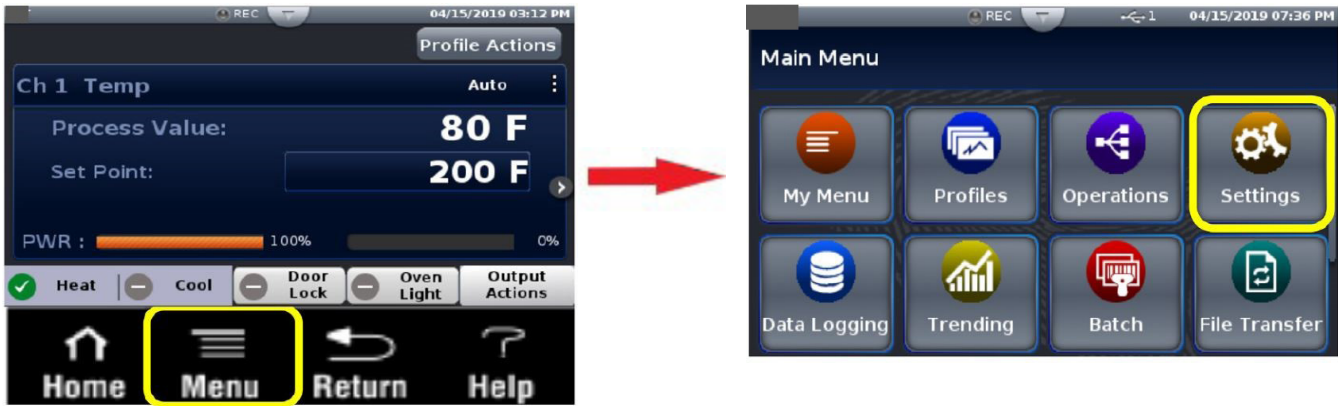 REC
04/15/2019 03:12 PM
Profile Actions
Ch 1 Temp
Auto
Process Value:
80 F
Set Point:
200 F
PWR :
100%
0%
Heat
Cool
Door
Lock
Oven
Light
Output
Actions
Home
Menu
Return
Help
REC
1
04/15/2019 07:36 PM
Main Menu
My Menu
Profiles
Operations
Settings
Data Logging
Trending
Batch
File Transfer